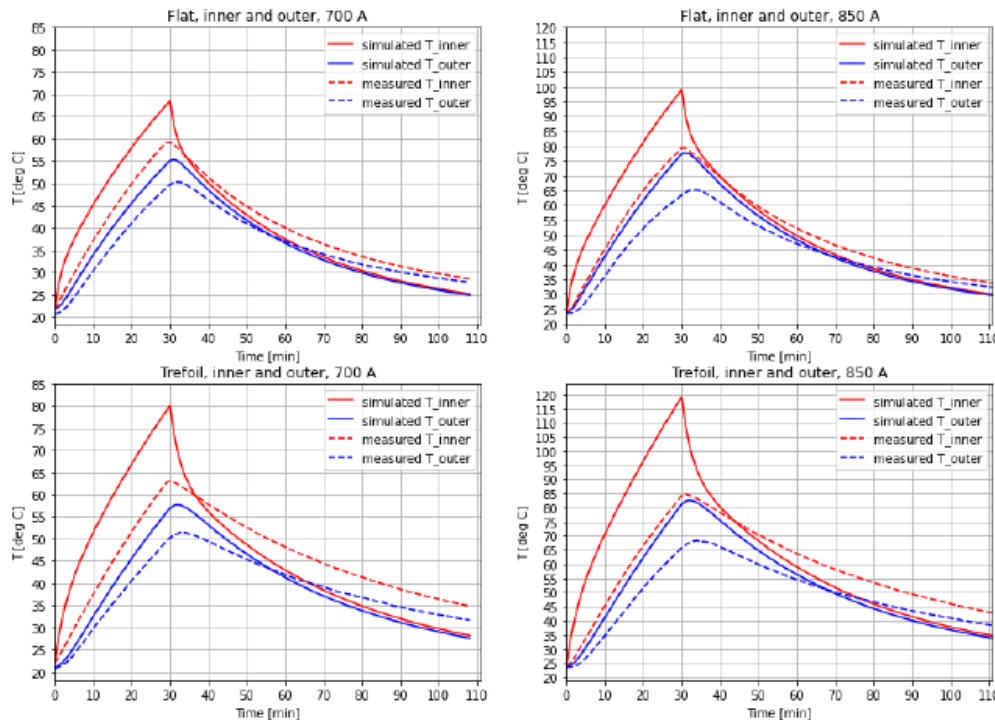 Flat, inner and outer, 700 A
simulated T_inner
simulated T_outer
measured T_inner
measured T_outer
T [deg C]
85
80
75
70
65
60
55
50
45
40
35
30
25
20
0 10 20 30 40 50 60 70 80 90 100 110
Time [min]
Flat, inner and outer, 850 A
simulated T_inner
simulated T_outer
measured T_inner
measured T_outer
T [deg C]
120
115
110
105
100
95
90
85
80
75
70
65
60
55
50
45
40
35
30
25
20
0 10 20 30 40 50 60 70 80 90 100 110
Time [min]
Trefoil, inner and outer, 700 A
simulated T_inner
simulated T_outer
measured T_inner
measured T_outer
T [deg C]
85
80
75
70
65
60
55
50
45
40
35
30
25
20
0 10 20 30 40 50 60 70 80 90 100 110
Time [min]
Trefoil, inner and outer, 850 A
simulated T_inner
simulated T_outer
measured T_inner
measured T_outer
T [deg C]
120
115
110
105
100
95
90
85
80
75
70
65
60
55
50
45
40
35
30
25
20
0 10 20 30 40 50 60 70 80 90 100 110
Time [min]